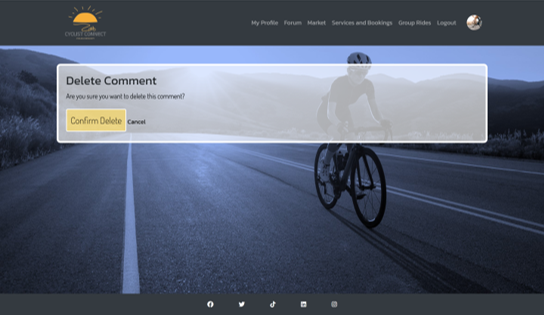 CYCLIST CONNECT
My Profile Forum Market Services and Bookings Group Rides Logout
Delete Comment
Are you sure you want to delete this comment?
Confirm Delete Cancel